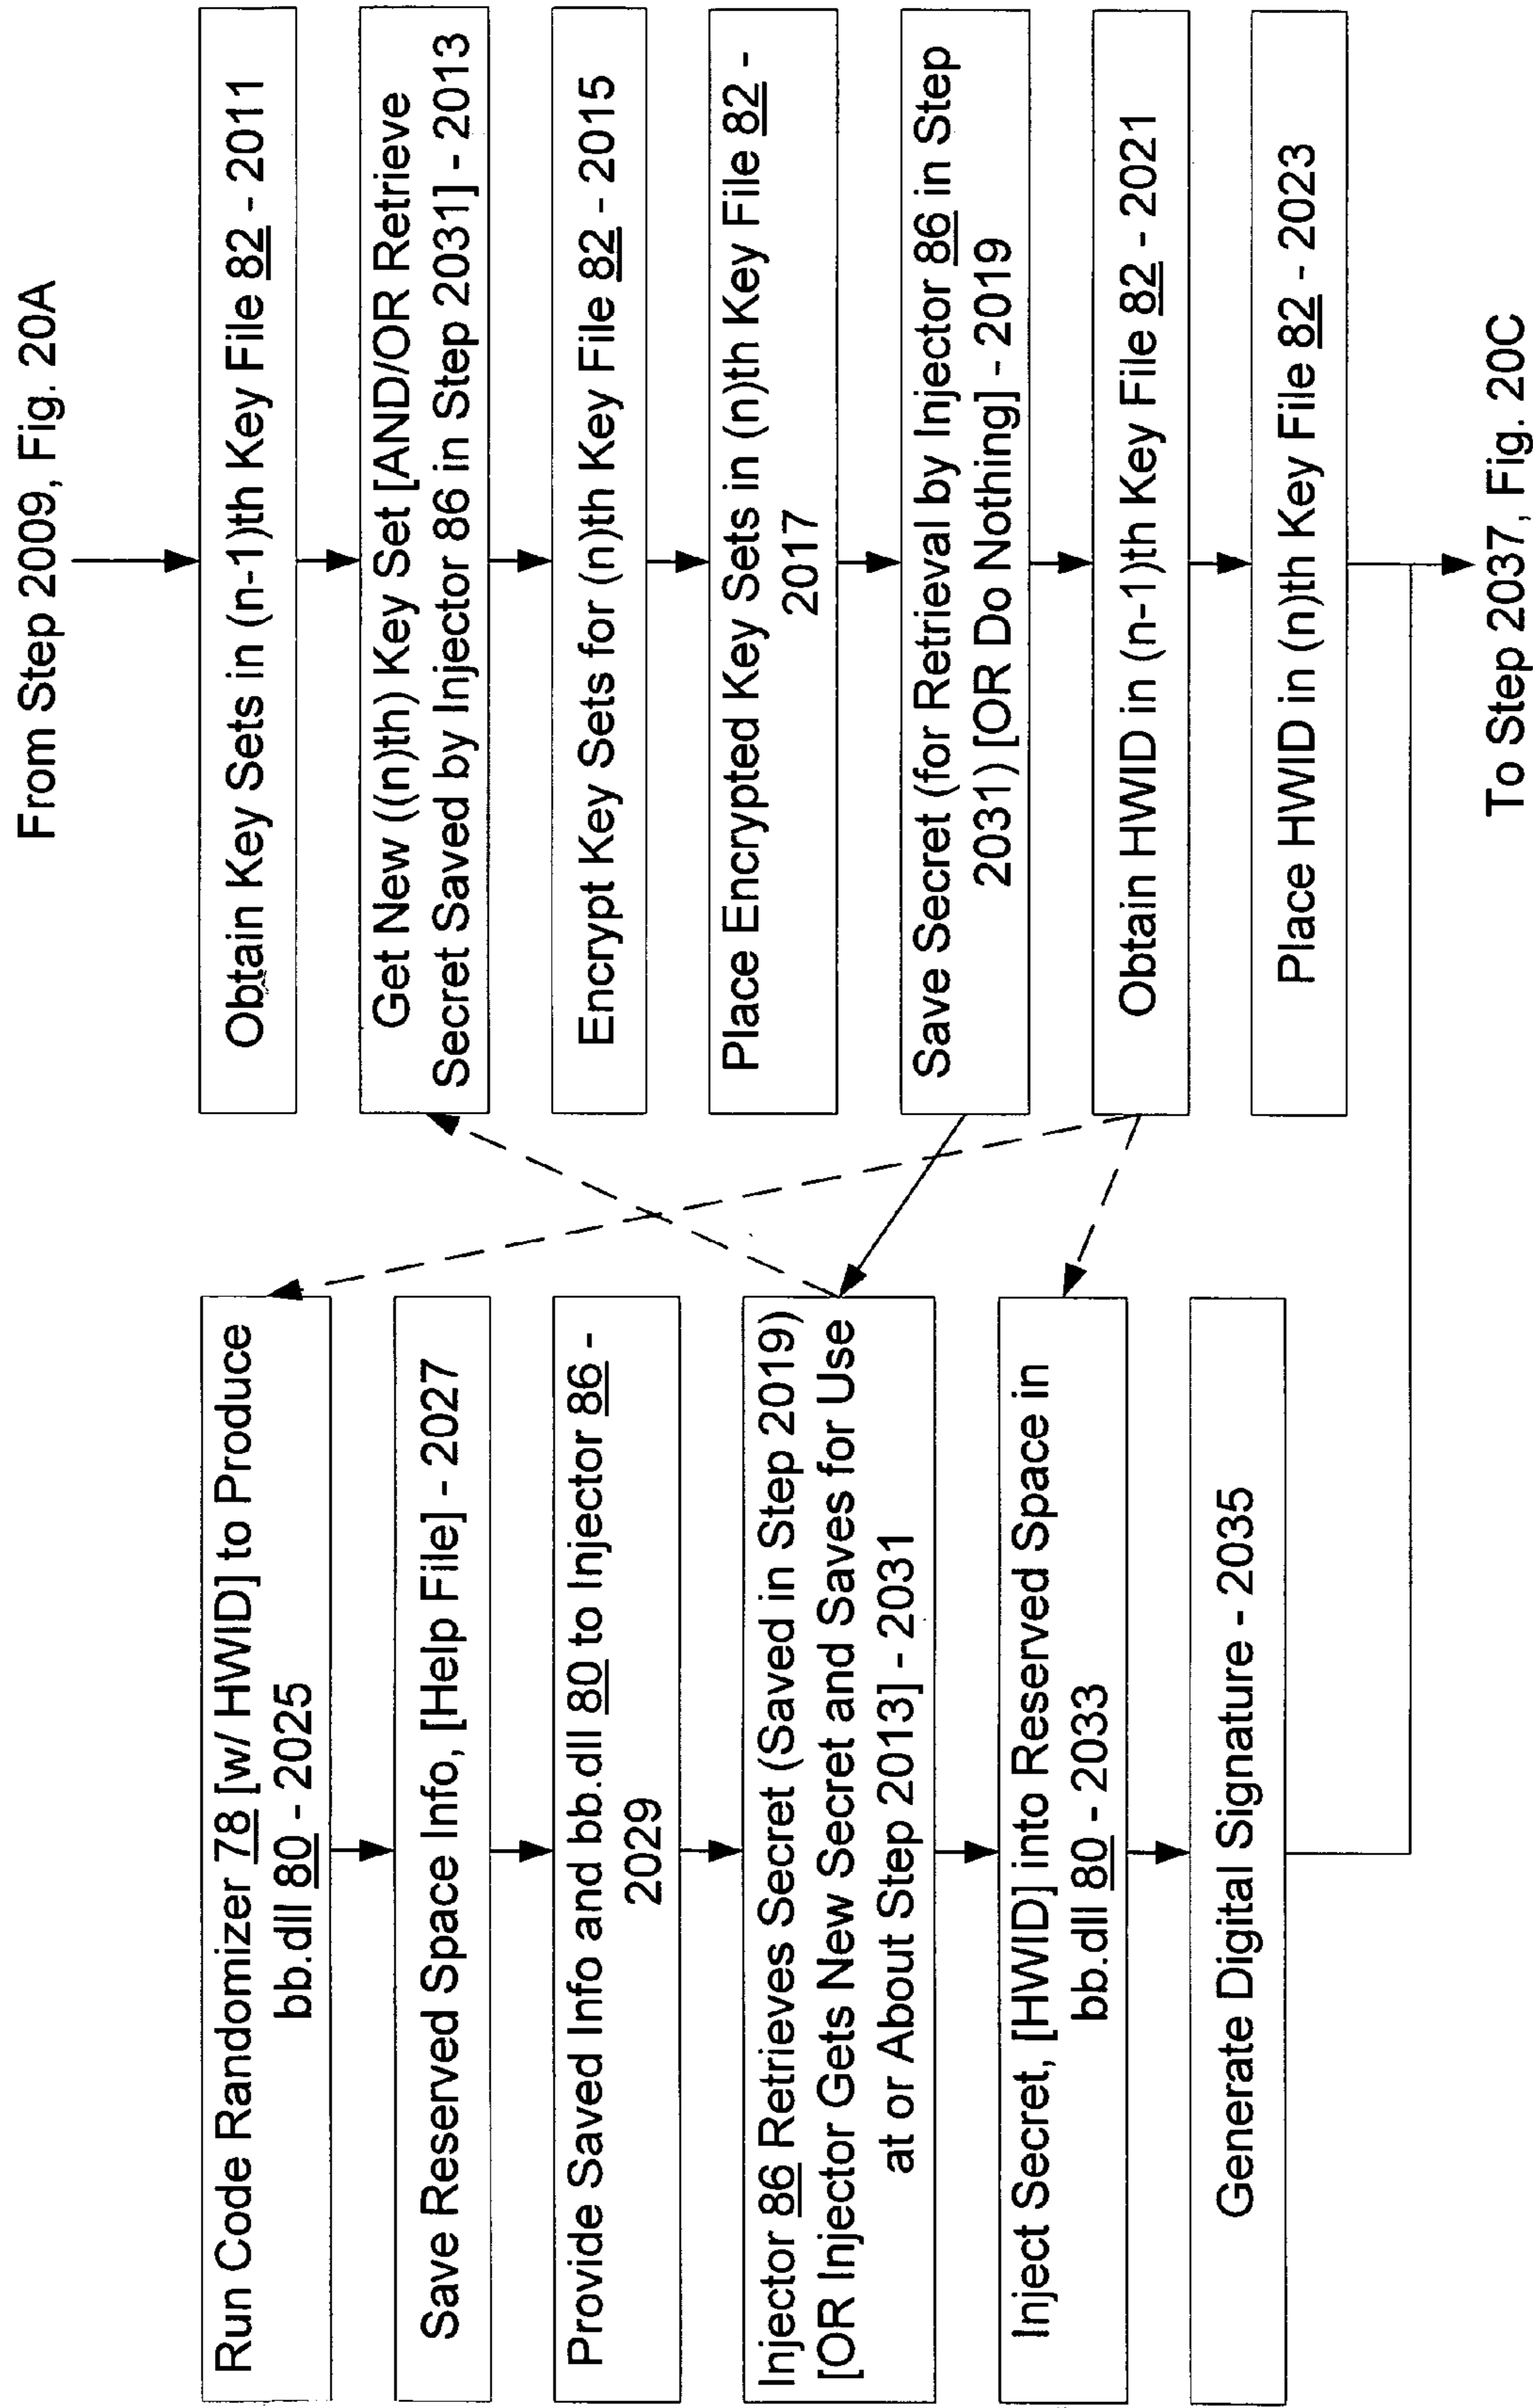 From Step 2009, Fig. 20A
Obtain Key Sets in (n-1)th Key File 82 - 2011
Get New ((n)th) Key Set [AND/OR Retrieve
Secret Saved by Injector 86 in Step 2031] - 2013
Encrypt Key Sets for (n)th Key File 82 - 2015
Place Encrypted Key Sets in (n)th Key File 82 -
2017
Save Secret (for Retrieval by Injector 86 in Step
2031) [OR Do Nothing] - 2019
Obtain HWID in (n-1)th Key File 82 - 2021
Place HWID in (n)th Key File 82 - 2023
Run Code Randomizer 78 [w/ HWID] to Produce
bb.dll 80 - 2025
Save Reserved Space Info, [Help File] - 2027
Provide Saved Info and bb.dll 80 to Injector 86 -
2029
Injector 86 Retrieves Secret (Saved in Step 2019)
[OR Injector Gets New Secret and Saves for Use
at or About Step 2013] - 2031
Inject Secret, [HWID] into Reserved Space in
bb.dll 80 - 2033
Generate Digital Signature - 2035
To Step 2037, Fig. 20C